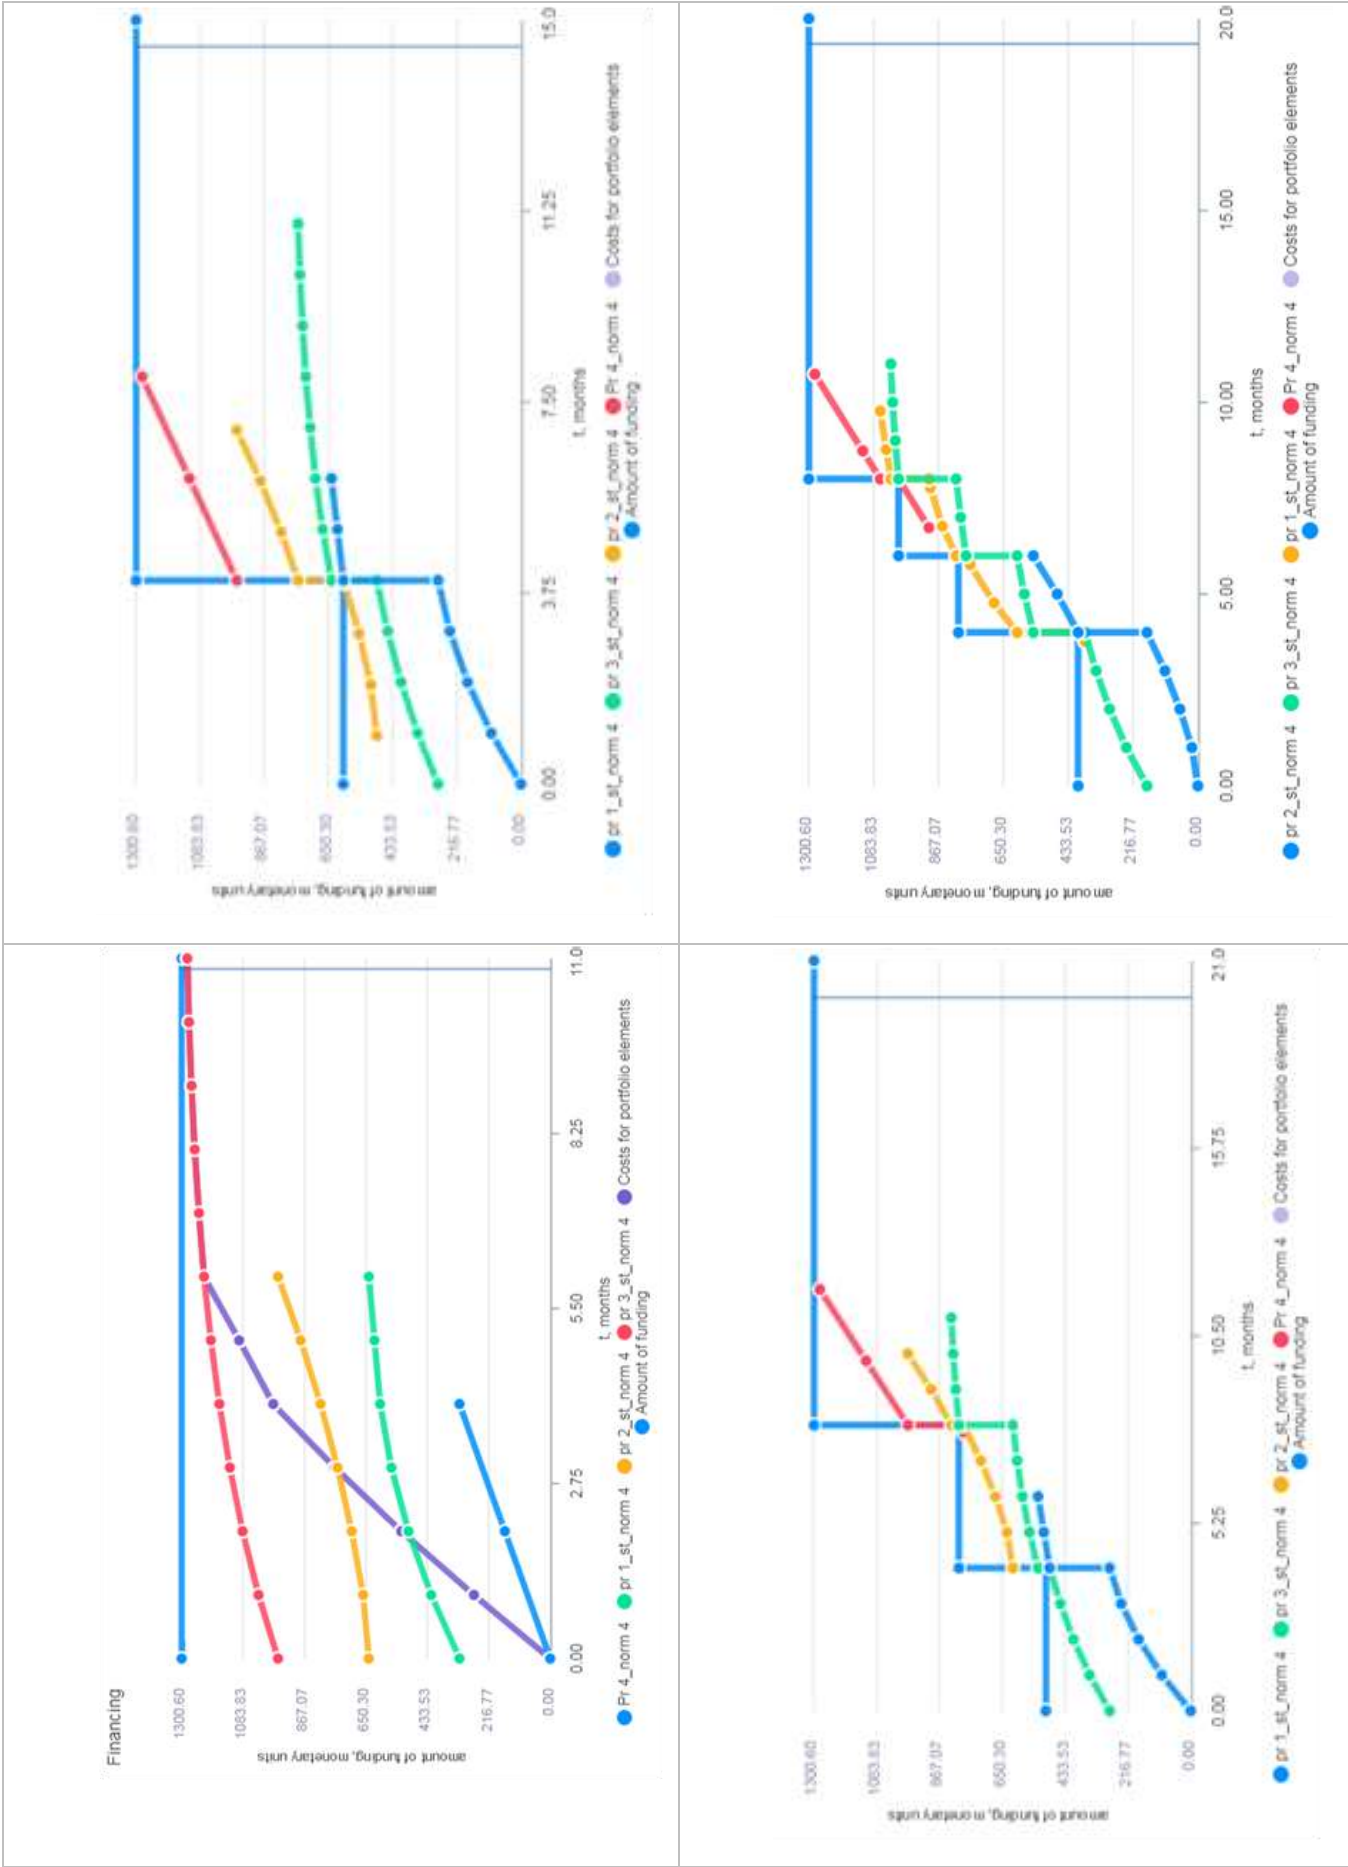 Financing
amount of funding, monetary units
1300.60
1083.83
867.07
650.30
433.53
216.77
0.00
0.00 2.75 5.50 8.25 11.0
t, months
Pr 4_norm 4 pr 1_st_norm 4 pr 2_st_norm 4 pr 3_st_norm 4 Costs for portfolio elements
Amount of funding
amount of funding, monetary units
1300.60
1083.83
867.07
650.30
433.53
216.77
0.00
0.00 3.75 7.50 11.25 15.0
t, months
pr 1_st_norm 4 pr 3_st_norm 4 pr 2_st_norm 4 Pr 4_norm 4 Costs for portfolio elements
Amount of funding
amount of funding, monetary units
1300.60
1083.83
867.07
650.30
433.53
216.77
0.00
0.00 5.25 10.50 15.75 21.0
t, months
pr 1_st_norm 4 pr 3_st_norm 4 pr 2_st_norm 4 Pr 4_norm 4 Costs for portfolio elements
Amount of funding
amount of funding, monetary units
1300.60
1083.83
867.07
650.30
433.53
216.77
0.00
0.00 5.00 10.00 15.00 20.0
t, months
pr 2_st_norm 4 pr 3_st_norm 4 pr 1_st_norm 4 Pr 4_norm 4 Costs for portfolio elements
Amount of funding